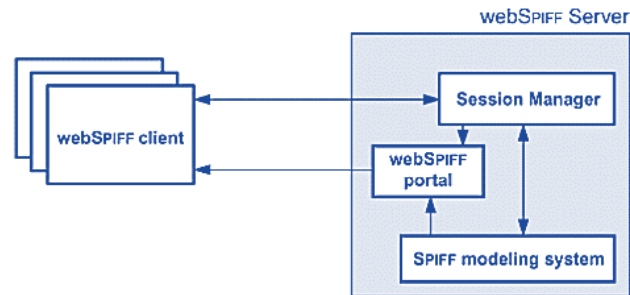 webSPIFF Server
Session Manager
webSPIFF client
webSPIFF
portal
SPIFF modeling system